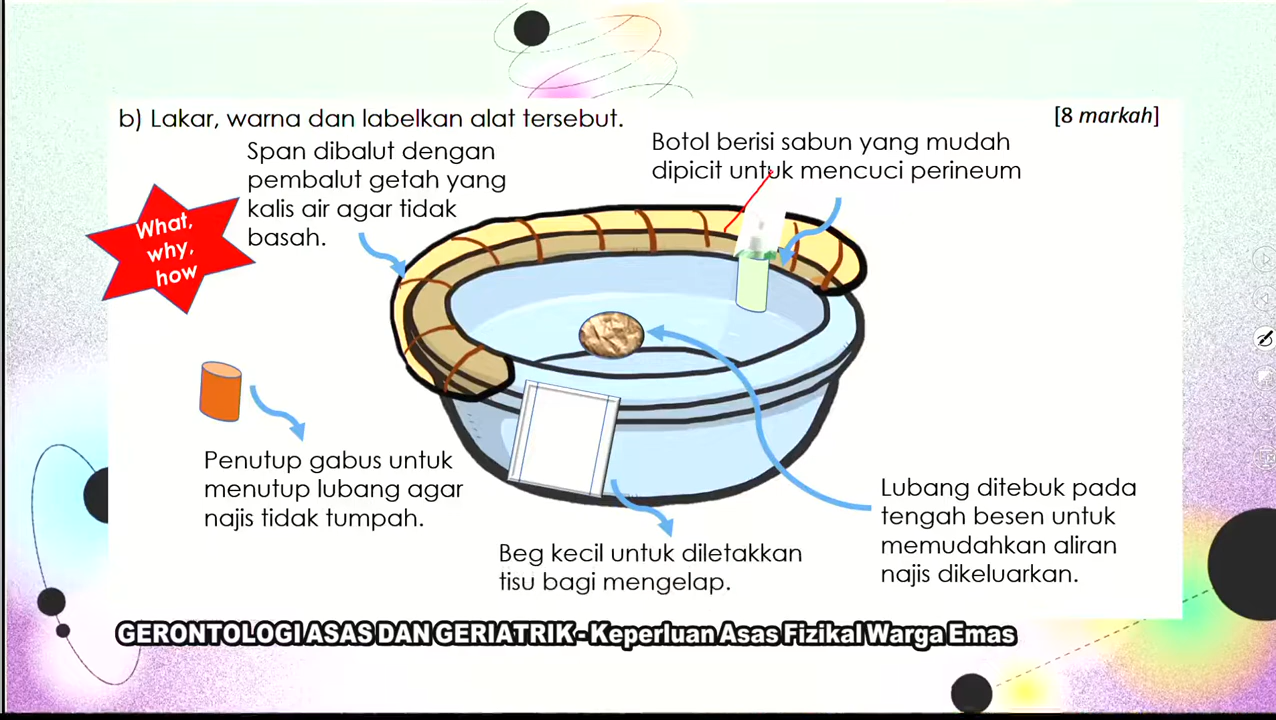 b) Lakar, warna dan labelkan alat tersebut.
[8 markah]
Span dibalut dengan
pembalut getah yang
kalis air agar tidak
basah.
Botol berisi sabun yang mudah
dipicit untuk mencuci perineum
What,
why,
how
Penutup gabus untuk
menutup lubang agar
najis tidak tumpah.
Beg kecil untuk diletakkan
tisu bagi mengelap.
Lubang ditebuk pada
tengah besen untuk
memudahkan aliran
najis dikeluarkan.
GERONTOLOGI ASAS DAN GERIATRIK - Keperluan Asas Fizikal Warga Emas